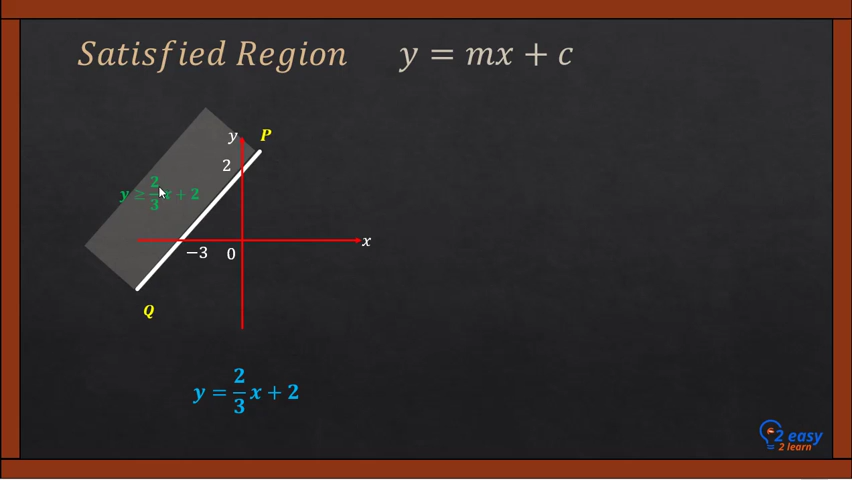 Satisfied Region y = mx + c
y P
2
y ≥ 2/3 x + 2
x
−3 0
Q
y = 2/3 x + 2
2 easy
2 learn